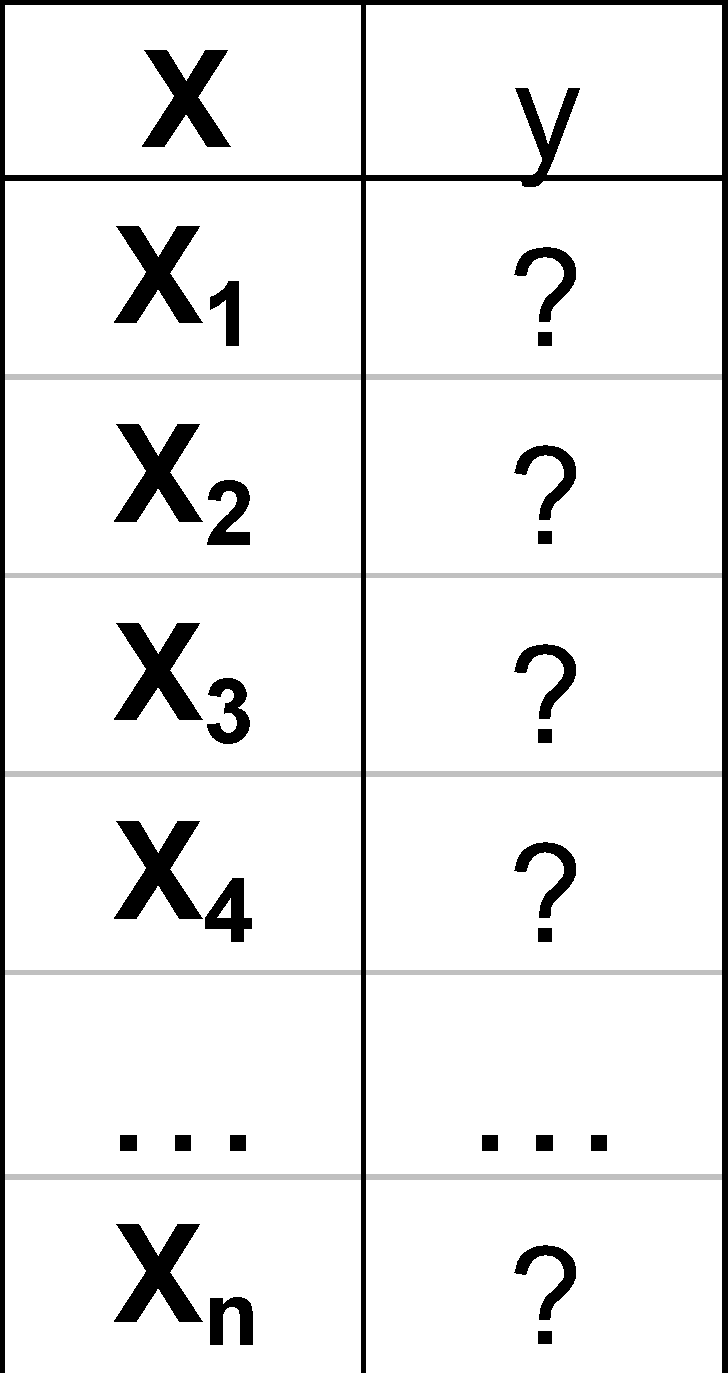 X y
X₁ ?
X₂ ?
X₃ ?
X₄ ?
... ...
Xₙ ?